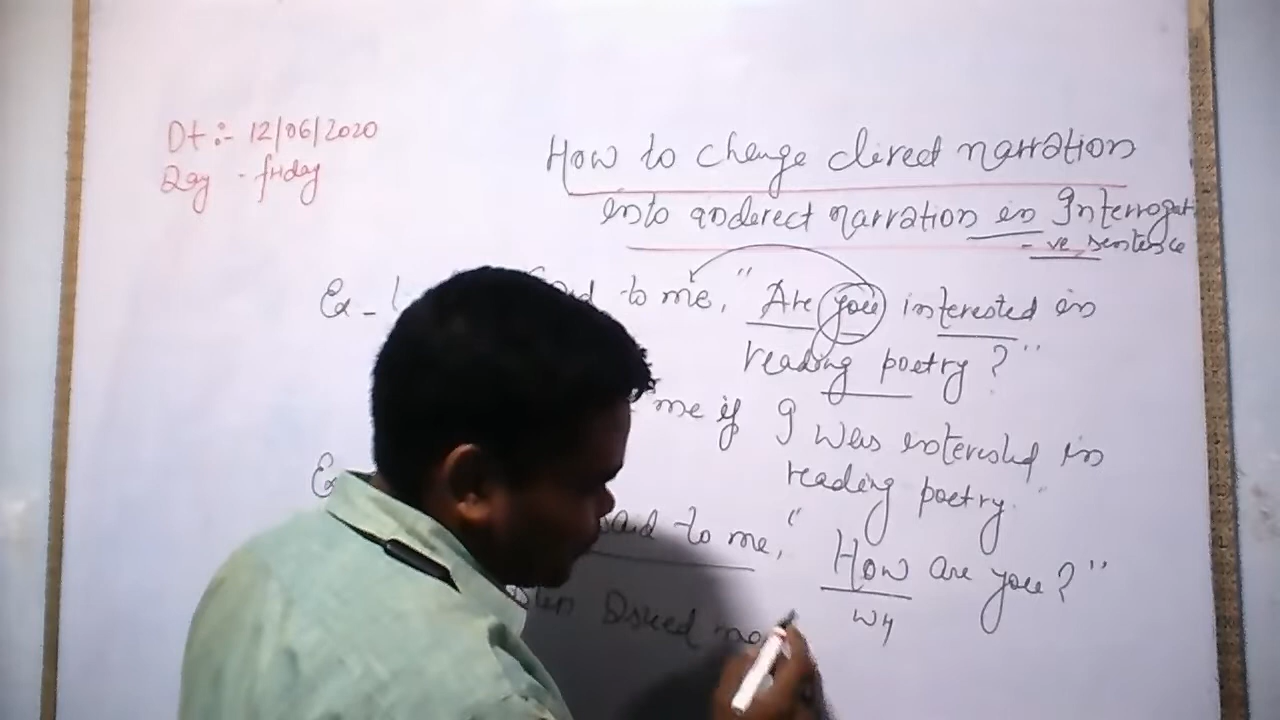 Dt :- 12/06/2020
Day - friday
How to change direct narration
into indirect narration in Interrogat
- ve sentence
Ex - to me, "Are you interested in
reading poetry?"
me if I was interested in
reading poetry.
Ex
said to me, "How are you?"
WH
asked me